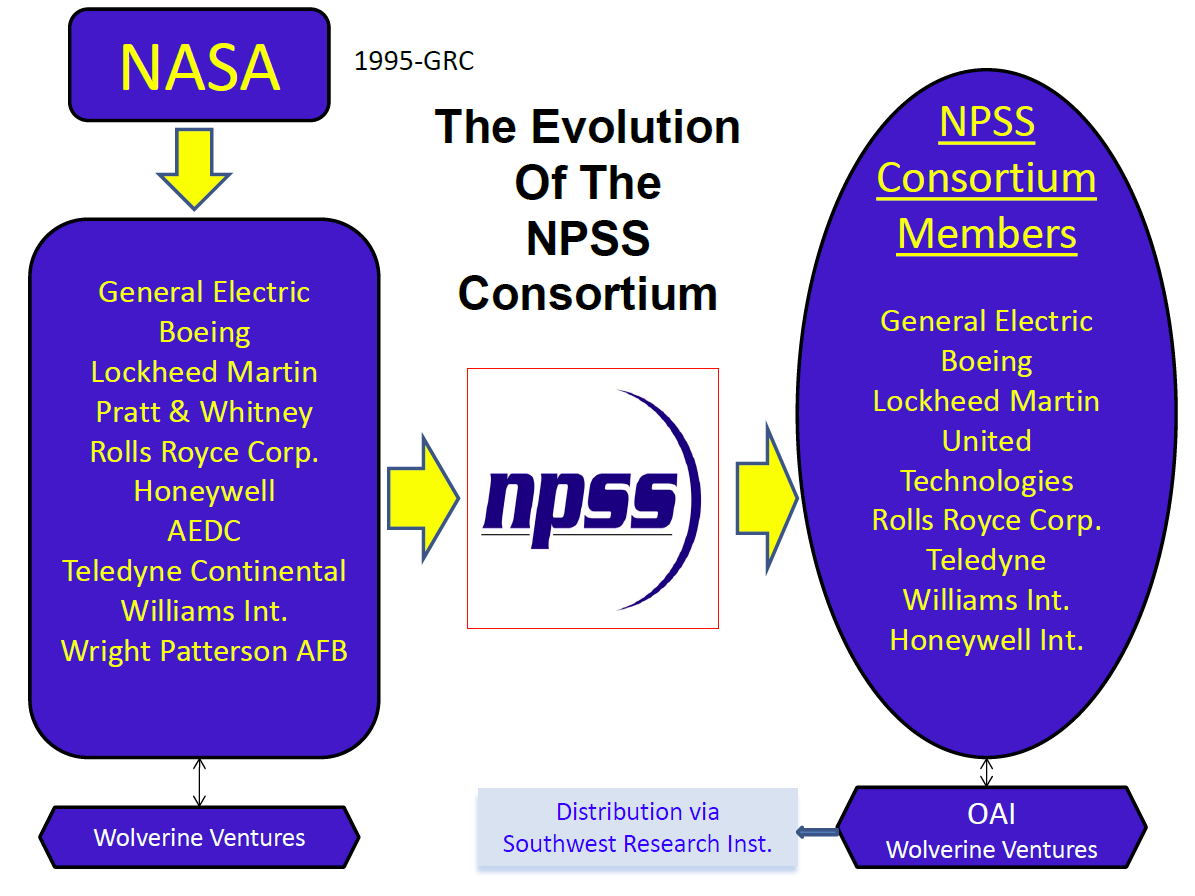 NASA
1995-GRC
The Evolution
Of The
NPSS
Consortium
General Electric
Boeing
Lockheed Martin
Pratt & Whitney
Rolls Royce Corp.
Honeywell
AEDC
Teledyne Continental
Williams Int.
Wright Patterson AFB
Wolverine Ventures
npss
NPSS
Consortium
Members
General Electric
Boeing
Lockheed Martin
United
Technologies
Rolls Royce Corp.
Teledyne
Williams Int.
Honeywell Int.
OAI
Wolverine Ventures
Distribution via
Southwest Research Inst.